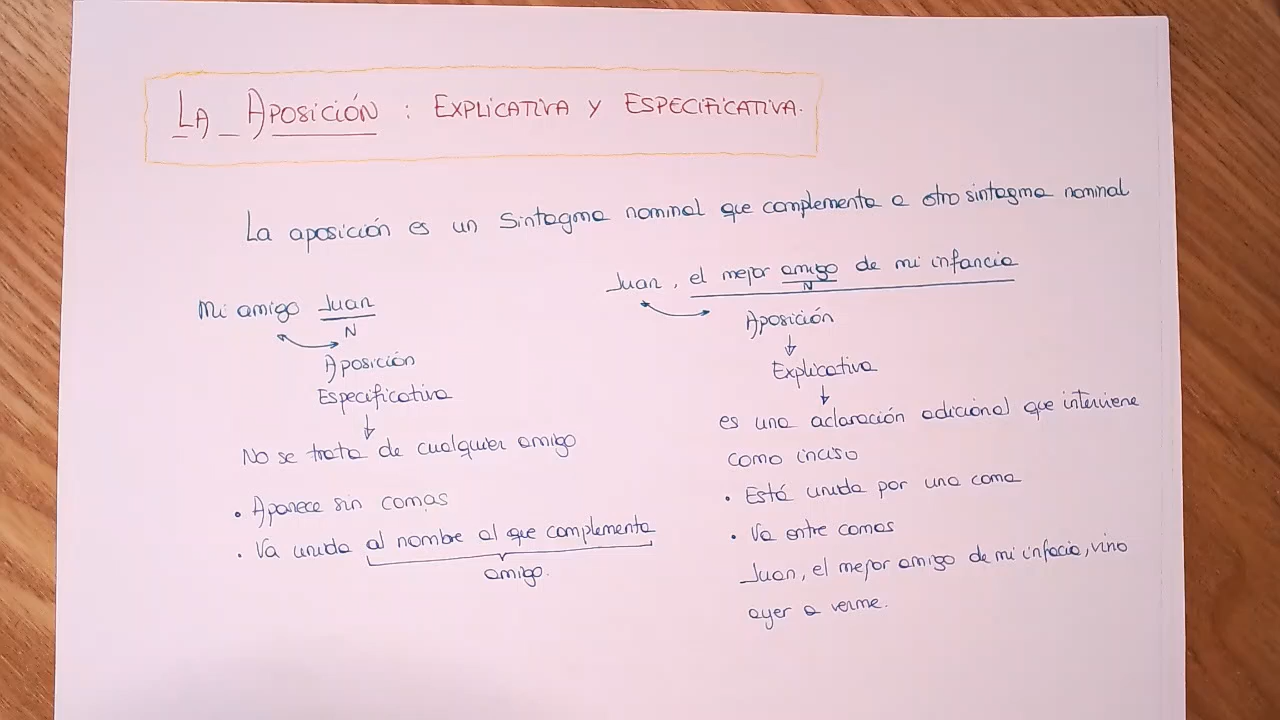 LA APOSICIÓN : EXPLICATIVA Y ESPECIFICATIVA.
La aposición es un sintagma nominal que complementa a otro sintagma nominal
Mi amigo Juan
N
Aposición
Especificativa
No se trata de cualquier amigo
• Aparece sin comas
• Va unida al nombre al que complementa
amigo.
Juan, el mejor amigo de mi infancia
N
Aposición
Explicativa
es una aclaración adicional que interviene
como inciso
• Está unida por una coma
• Va entre comas
Juan, el mejor amigo de mi infacia, vino
ayer a verme.